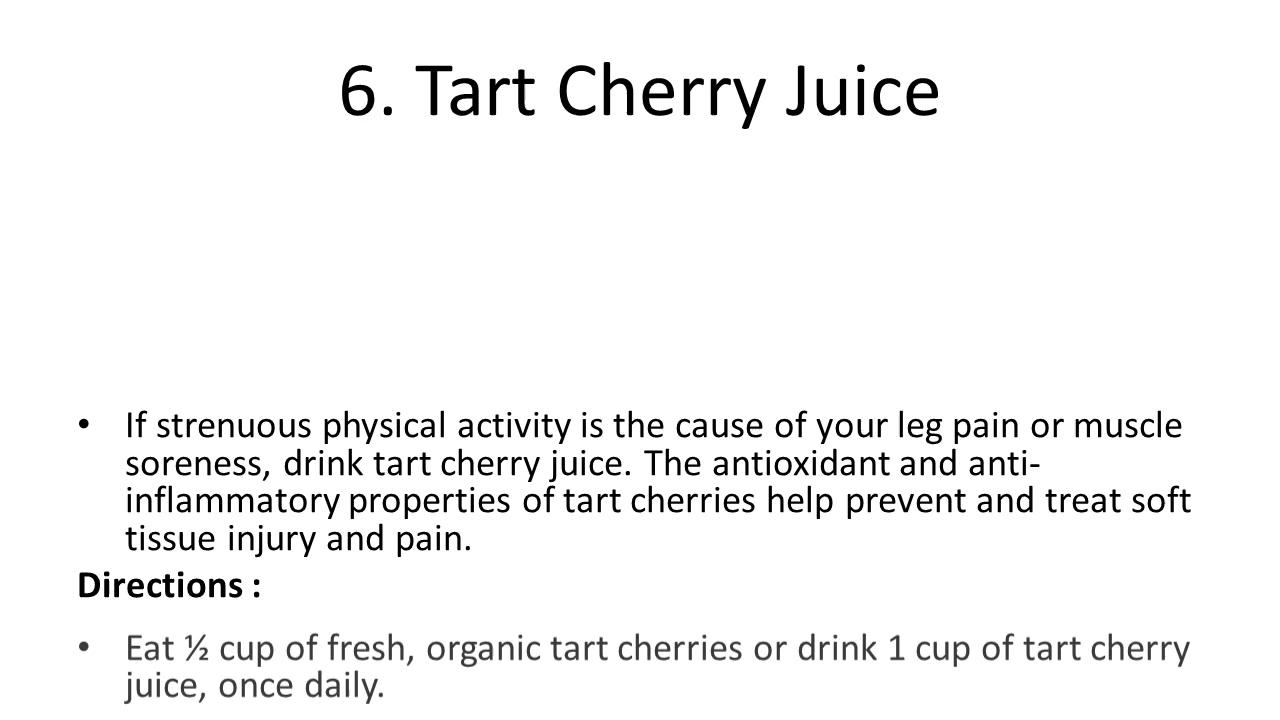 6. Tart Cherry Juice
• If strenuous physical activity is the cause of your leg pain or muscle
soreness, drink tart cherry juice. The antioxidant and anti-
inflammatory properties of tart cherries help prevent and treat soft
tissue injury and pain.
Directions :
• Eat ½ cup of fresh, organic tart cherries or drink 1 cup of tart cherry
juice, once daily.